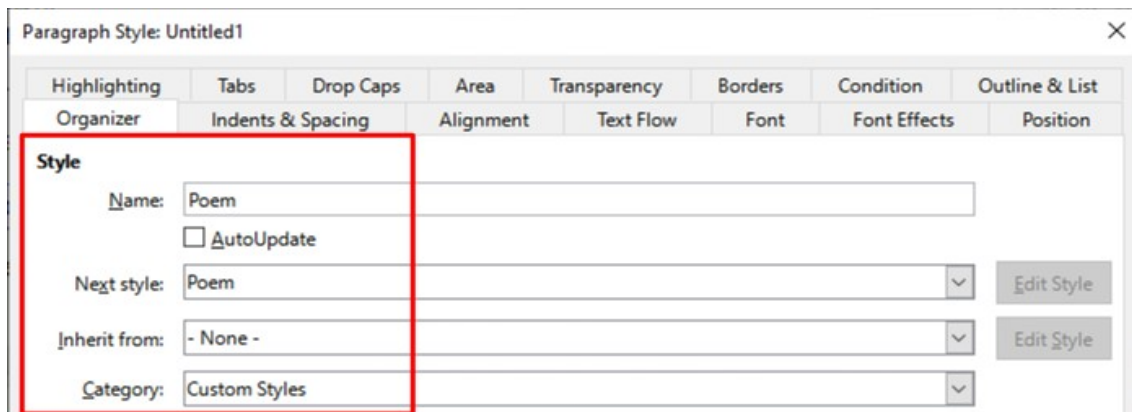 Paragraph Style: Untitled1
Highlighting Tabs Drop Caps Area Transparency Borders Condition Outline & List
Organizer Indents & Spacing Alignment Text Flow Font Font Effects Position
Style
Name: Poem
AutoUpdate
Next style: Poem Edit Style
Inherit from: - None - Edit Style
Category: Custom Styles